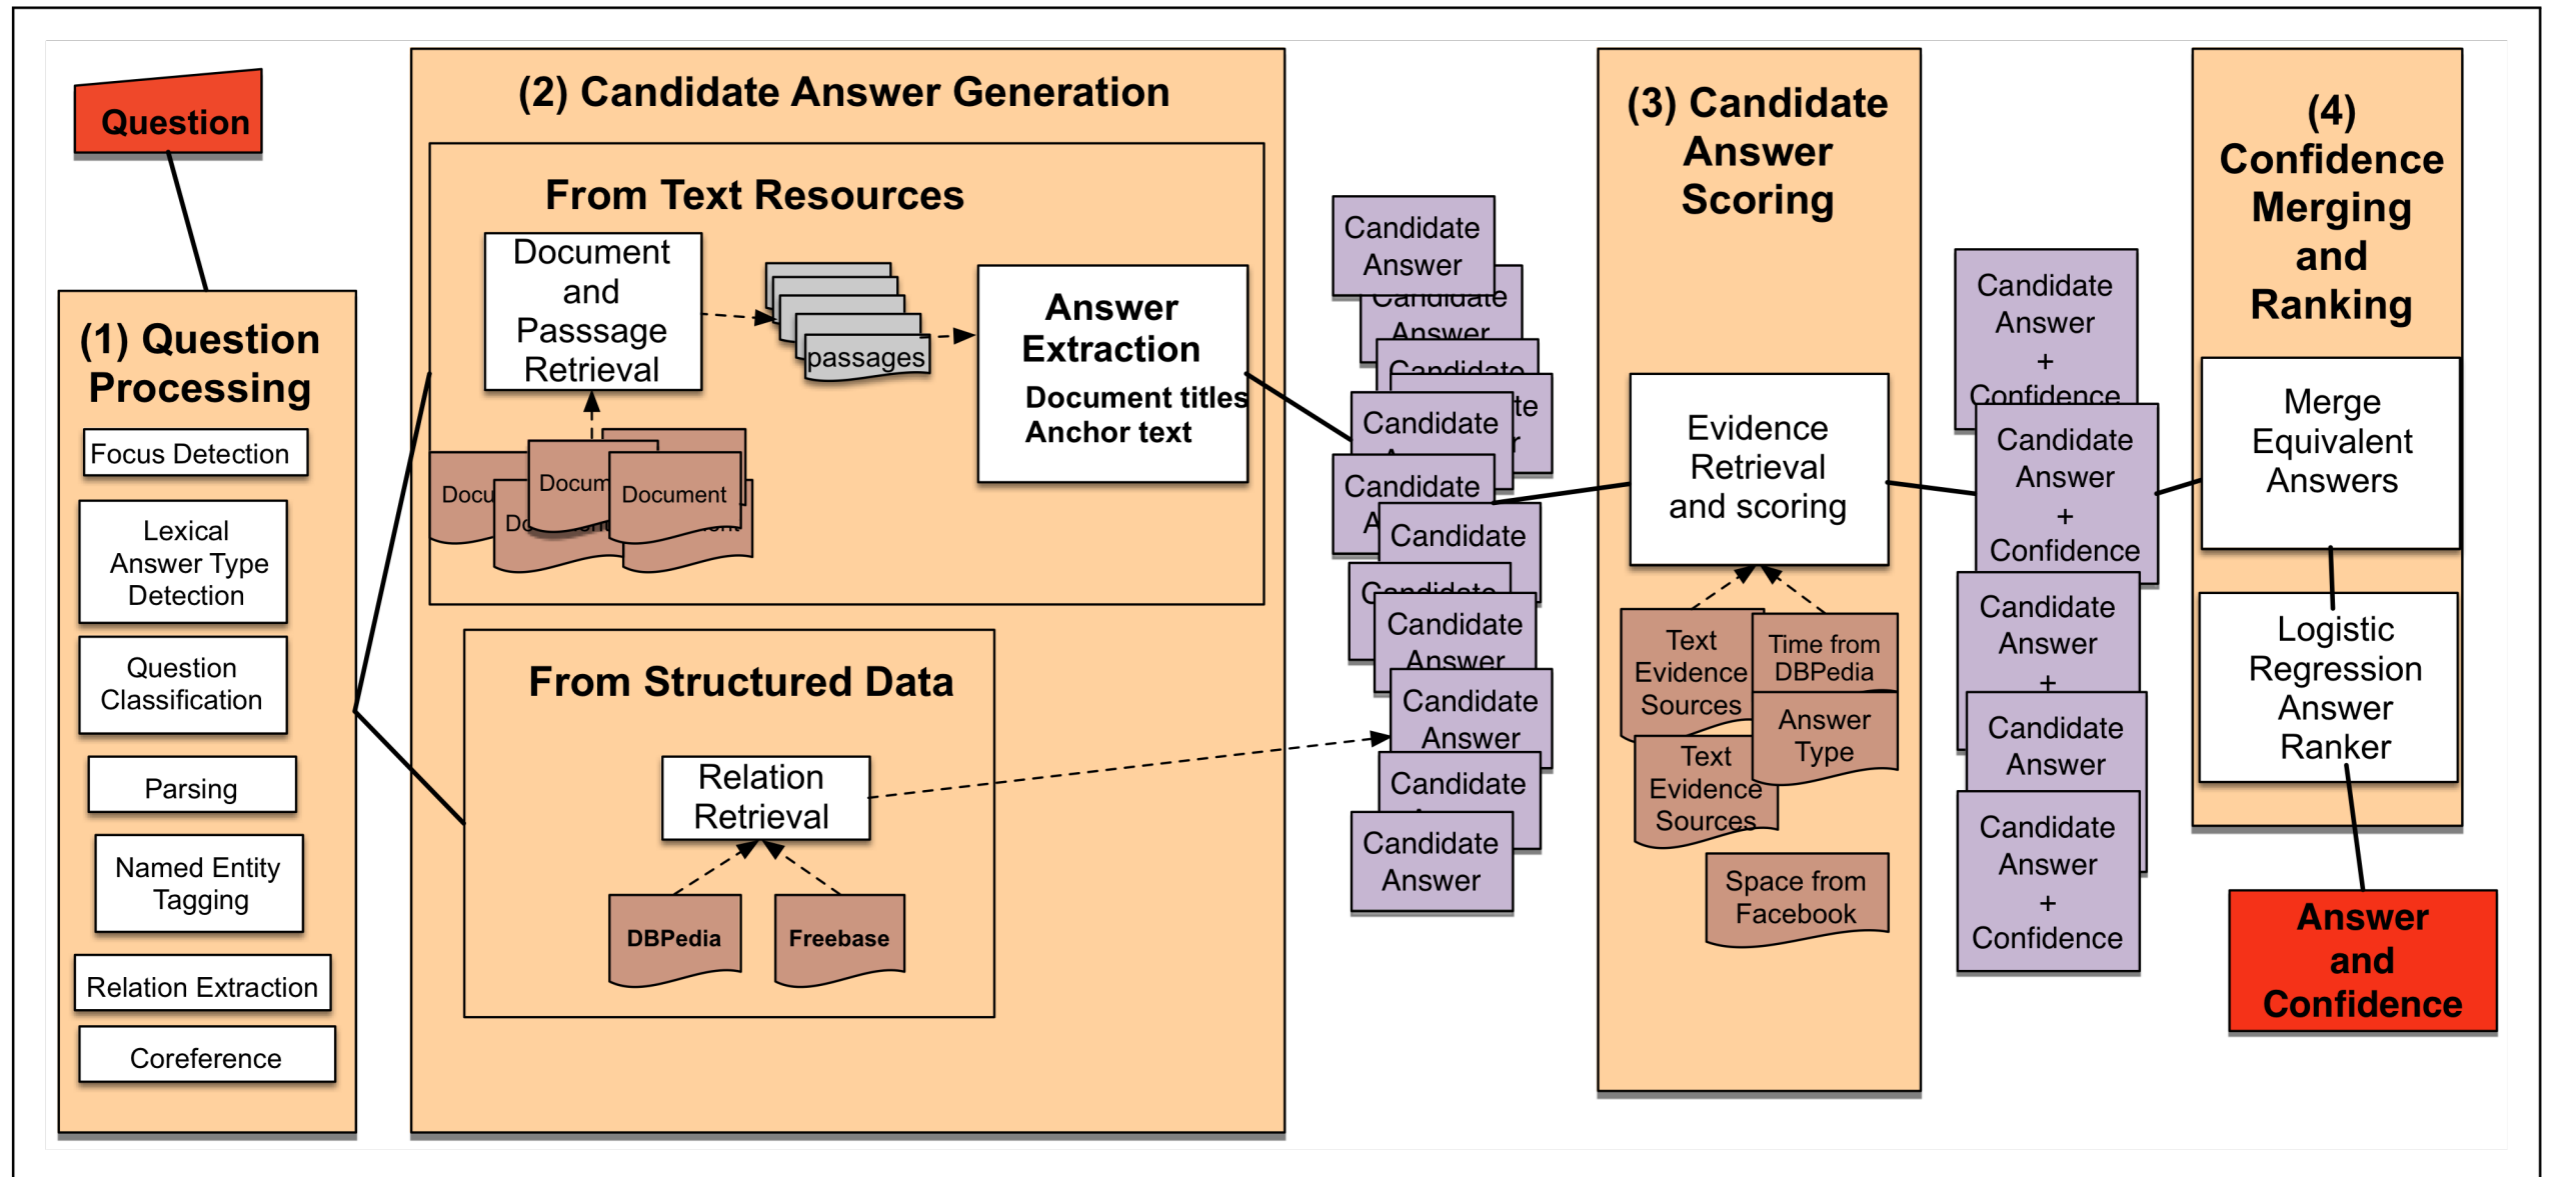 Question
(1) Question
Processing
Focus Detection
Lexical
Answer Type
Detection
Question
Classification
Parsing
Named Entity
Tagging
Relation Extraction
Coreference
(2) Candidate Answer Generation
From Text Resources
Document
and
Passsage
Retrieval
passages
Answer
Extraction
Document titles
Anchor text
Docu
Docum
Document
From Structured Data
Relation
Retrieval
DBPedia
Freebase
Candidate
Answer
Candidate
Answer
Candidate
Candidate
Candidate
Candidate
Candidate
Candidate
Answer
Candidate
Answer
Candidate
Candidate
Answer
(3) Candidate
Answer
Scoring
Evidence
Retrieval
and scoring
Text
Evidence
Sources
Time from
DBPedia
Answer
Type
Text
Evidence
Sources
Space from
Facebook
Candidate
Answer
+
Confidence
Candidate
Answer
+
Confidence
Candidate
Answer
+
Candidate
Answer
Candidate
Answer
+
Confidence
(4)
Confidence
Merging
and
Ranking
Merge
Equivalent
Answers
Logistic
Regression
Answer
Ranker
Answer
and
Confidence